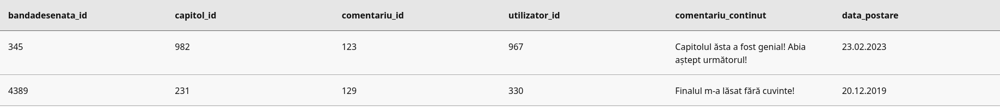 bandadesenata_id capitol_id comentariu_id utilizator_id comentariu_continut data_postare
345 982 123 967 Capitolul ăsta a fost genial! Abia 23.02.2023
aștept următorul!
4389 231 129 330 Finalul m-a lăsat fără cuvinte! 20.12.2019